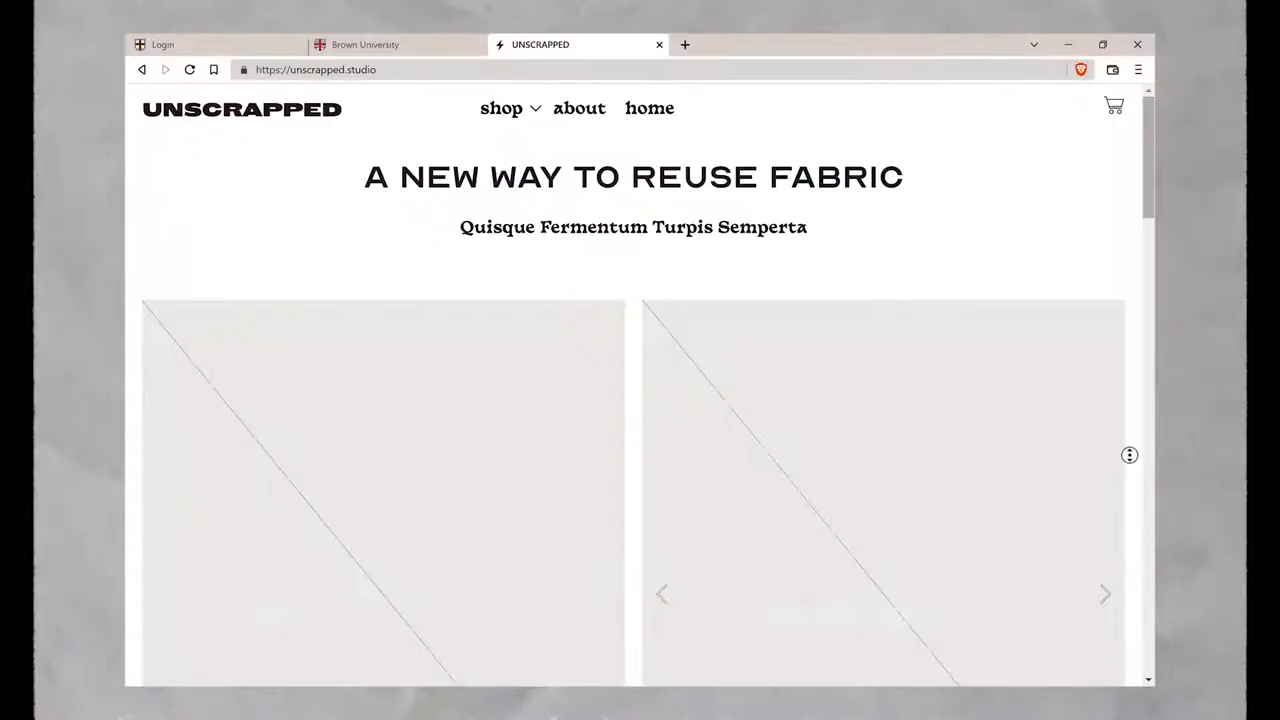 Login
Brown University
UNSCRAPPED
https://unscrapped.studio
UNSCRAPPED
shop about home
A NEW WAY TO REUSE FABRIC
Quisque Fermentum Turpis Semperta